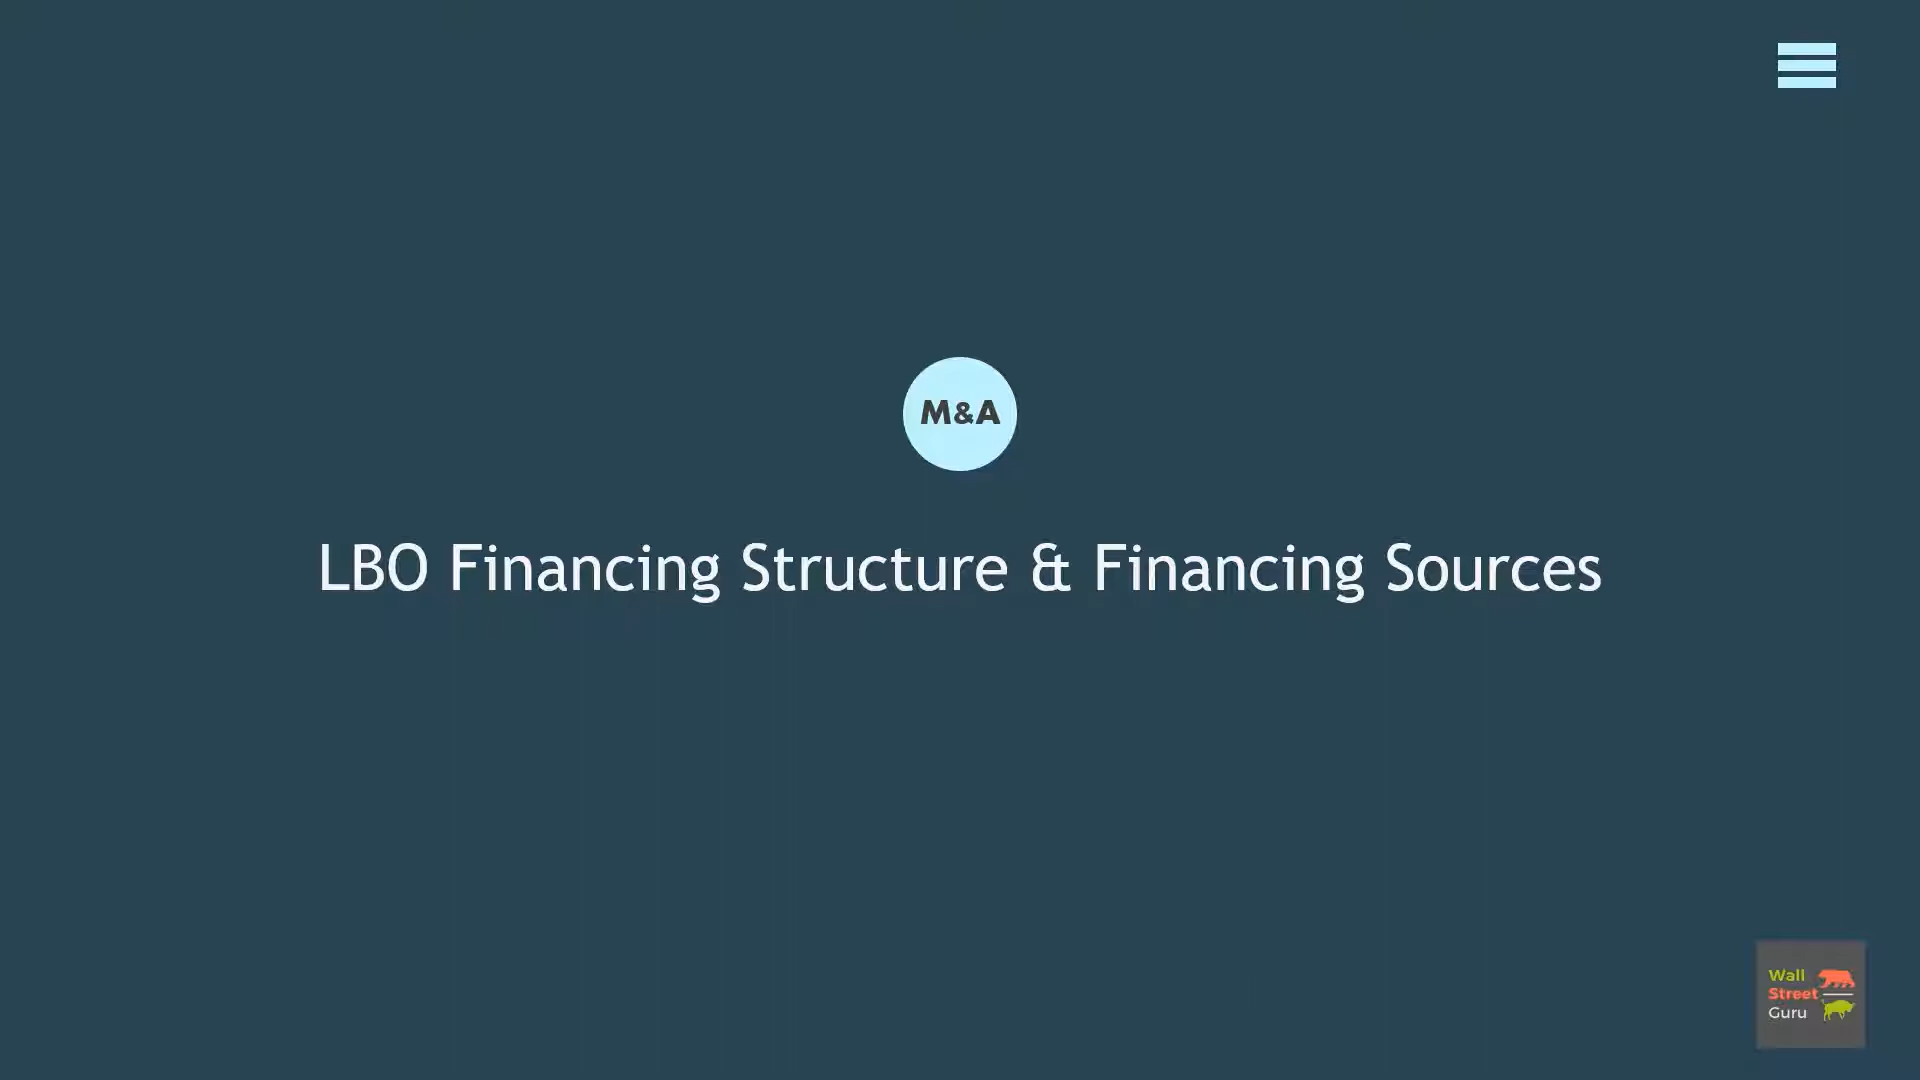 M&A
LBO Financing Structure & Financing Sources
Wall
Street
Guru